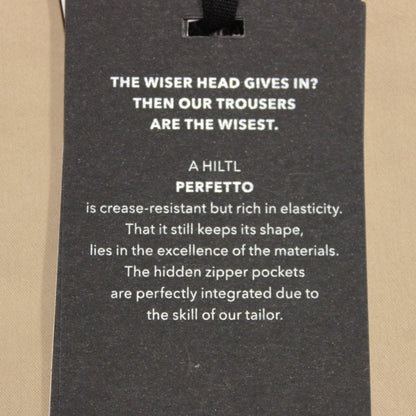 THE WISER HEAD GIVES IN?
THEN OUR TROUSERS
ARE THE WISEST.
A HILTL
PERFETTO
is crease-resistant but rich in elasticity.
That it still keeps its shape,
lies in the excellence of the materials.
The hidden zipper pockets
are perfectly integrated due to
the skill of our tailor.